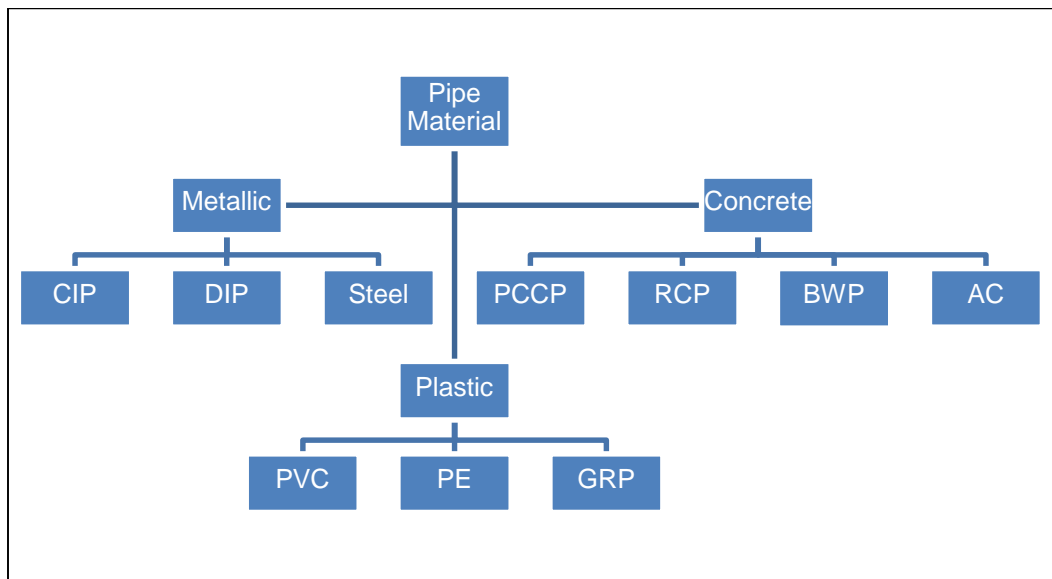 Pipe
Material
Metallic
Concrete
CIP
DIP
Steel
PCCP
RCP
BWP
AC
Plastic
PVC
PE
GRP